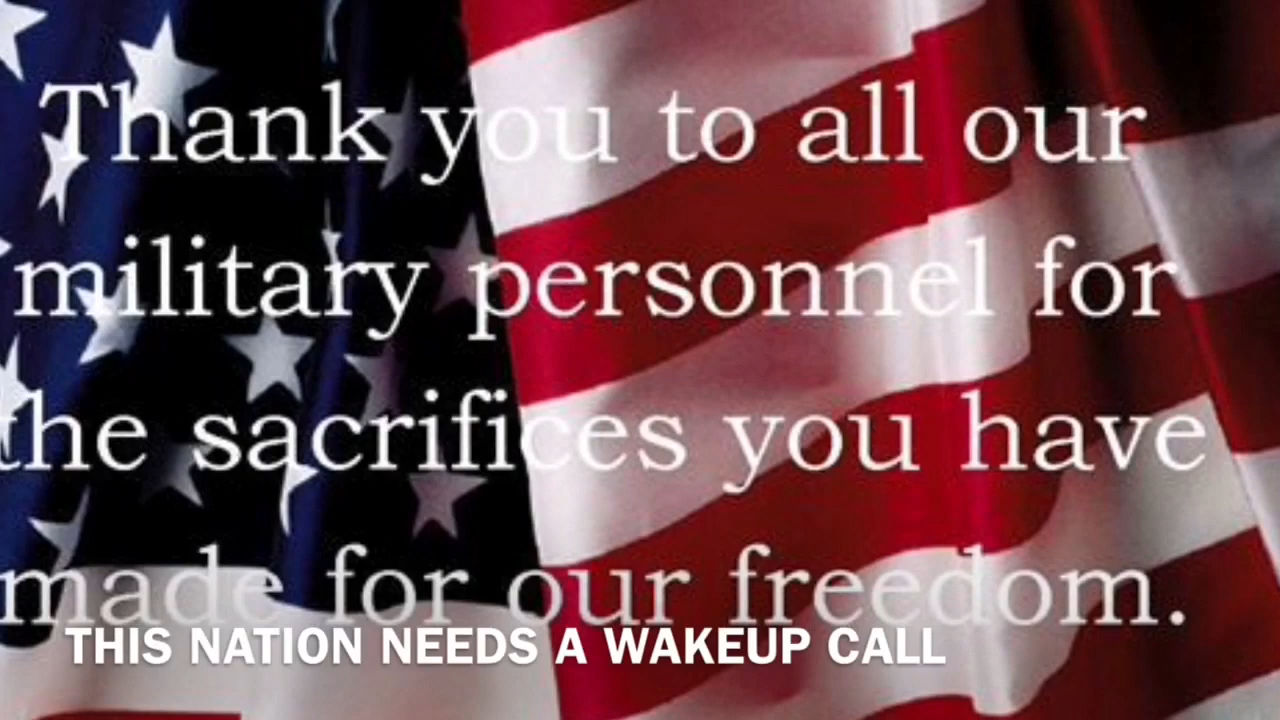 Thank you to all our
military personnel for
the sacrifices you have
made for our freedom.
THIS NATION NEEDS A WAKEUP CALL